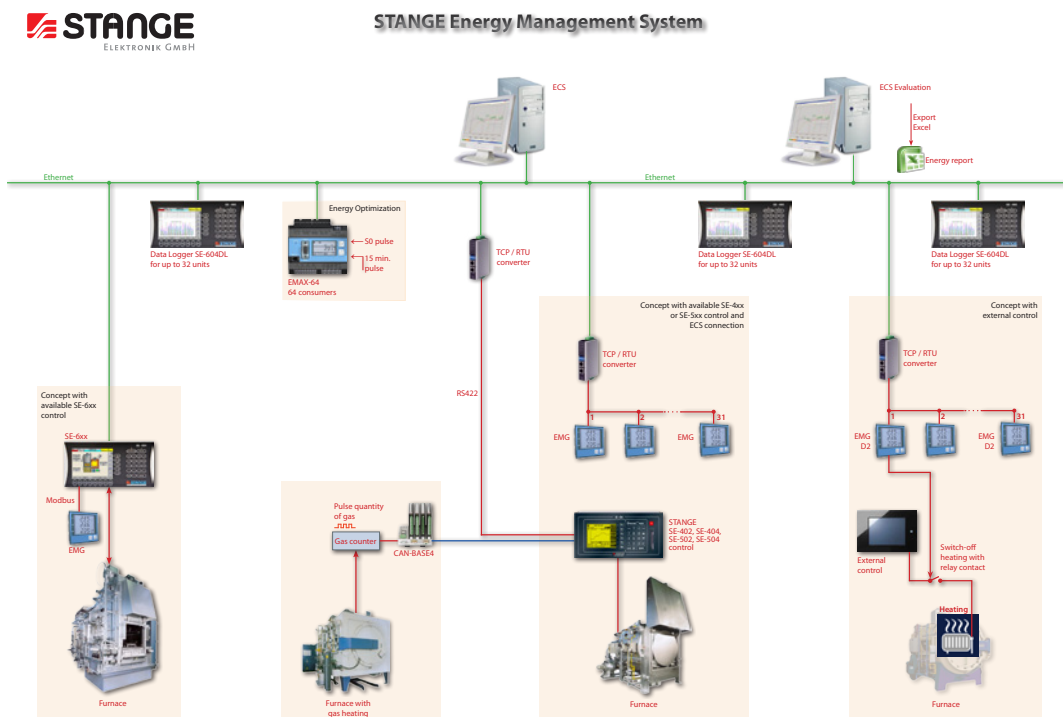 STANGE
ELEKTRONIK GMBH
STANGE Energy Management System
ECS
ECS Evaluation
Export
Excel
Energy report
Ethernet
Ethernet
Data Logger SE-604DL
for up to 32 units
Energy Optimization
S0 pulse
15 min.
pulse
EMAX-64
64 consumers
TCP / RTU
converter
Data Logger SE-604DL
for up to 32 units
Data Logger SE-604DL
for up to 32 units
RS422
Concept with available SE-4xx
or SE-5xx control and
ECS connection
TCP / RTU
converter
1
2
31
EMG
EMG
Concept with
external control
TCP / RTU
converter
1
2
31
EMG
D2
EMG
D2
Concept with
available SE-6xx
control
SE-6xx
Modbus
EMG
Furnace
Pulse quantity
of gas
Gas counter
CAN-BASE4
Furnace with
gas heating
STANGE
SE-402, SE-404,
SE-502, SE-504
control
Furnace
External
control
Switch-off
heating with
relay contact
Heating
Furnace